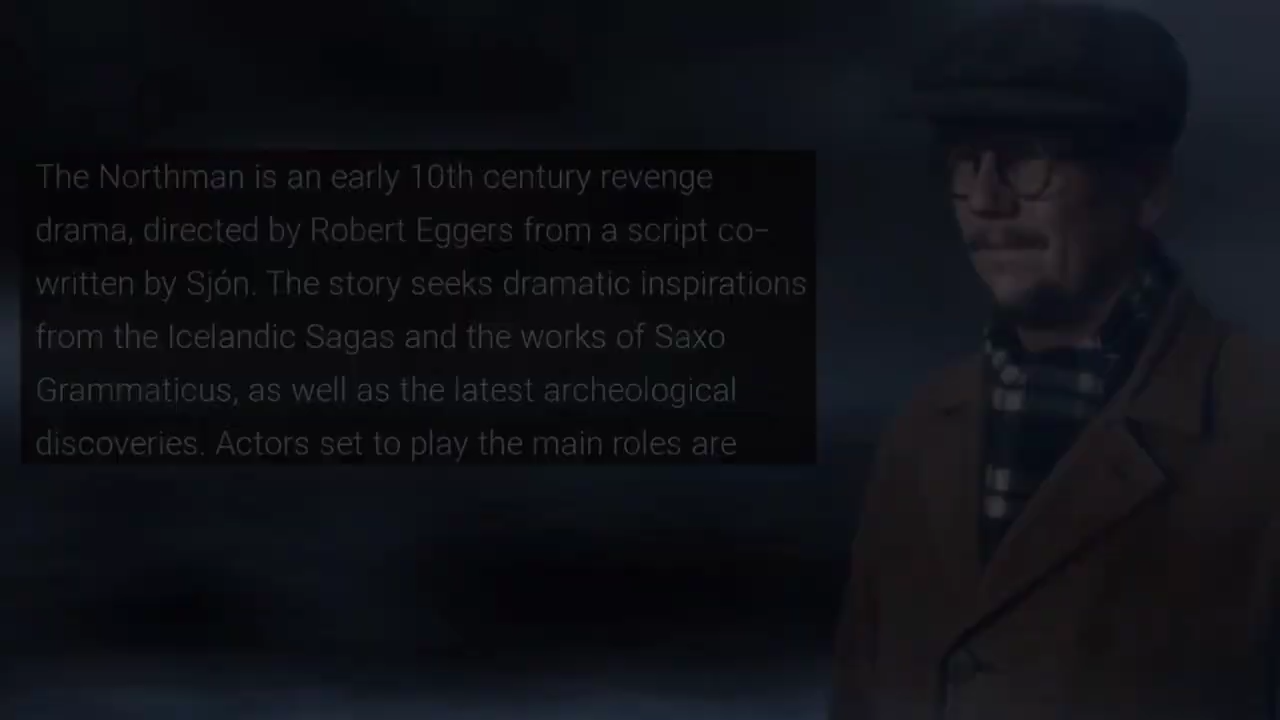 The Northman is an early 10th century revenge
drama, directed by Robert Eggers from a script co-
written by Sjón. The story seeks dramatic inspirations
from the Icelandic Sagas and the works of Saxo
Grammaticus, as well as the latest archeological
discoveries. Actors set to play the main roles are